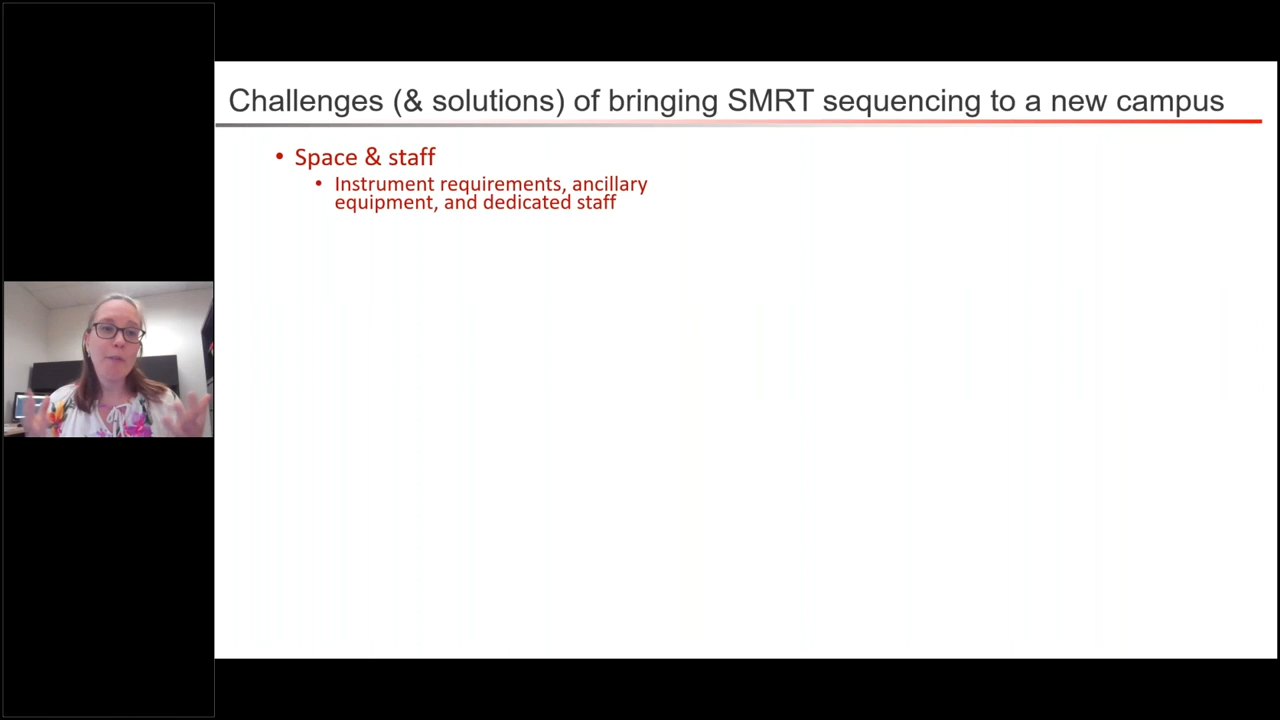 Challenges (& solutions) of bringing SMRT sequencing to a new campus
• Space & staff
• Instrument requirements, ancillary
equipment, and dedicated staff